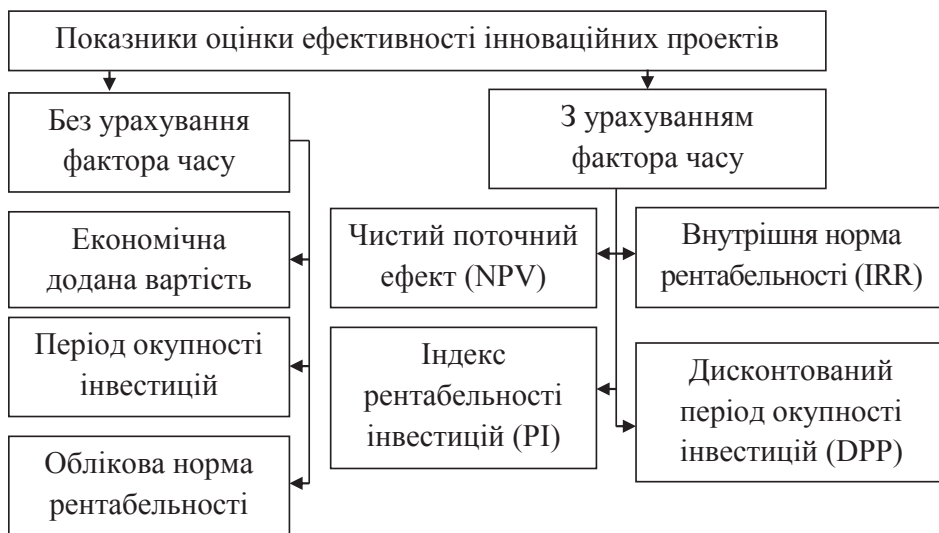 Показники оцінки ефективності інноваційних проектів
Без урахування
фактора часу
З урахуванням
фактора часу
Економічна
додана вартість
Чистий поточний
ефект (NPV)
Внутрішня норма
рентабельності (IRR)
Період окупності
інвестицій
Індекс
рентабельності
інвестицій (PI)
Дисконтований
період окупності
інвестицій (DPP)
Облікова норма
рентабельності